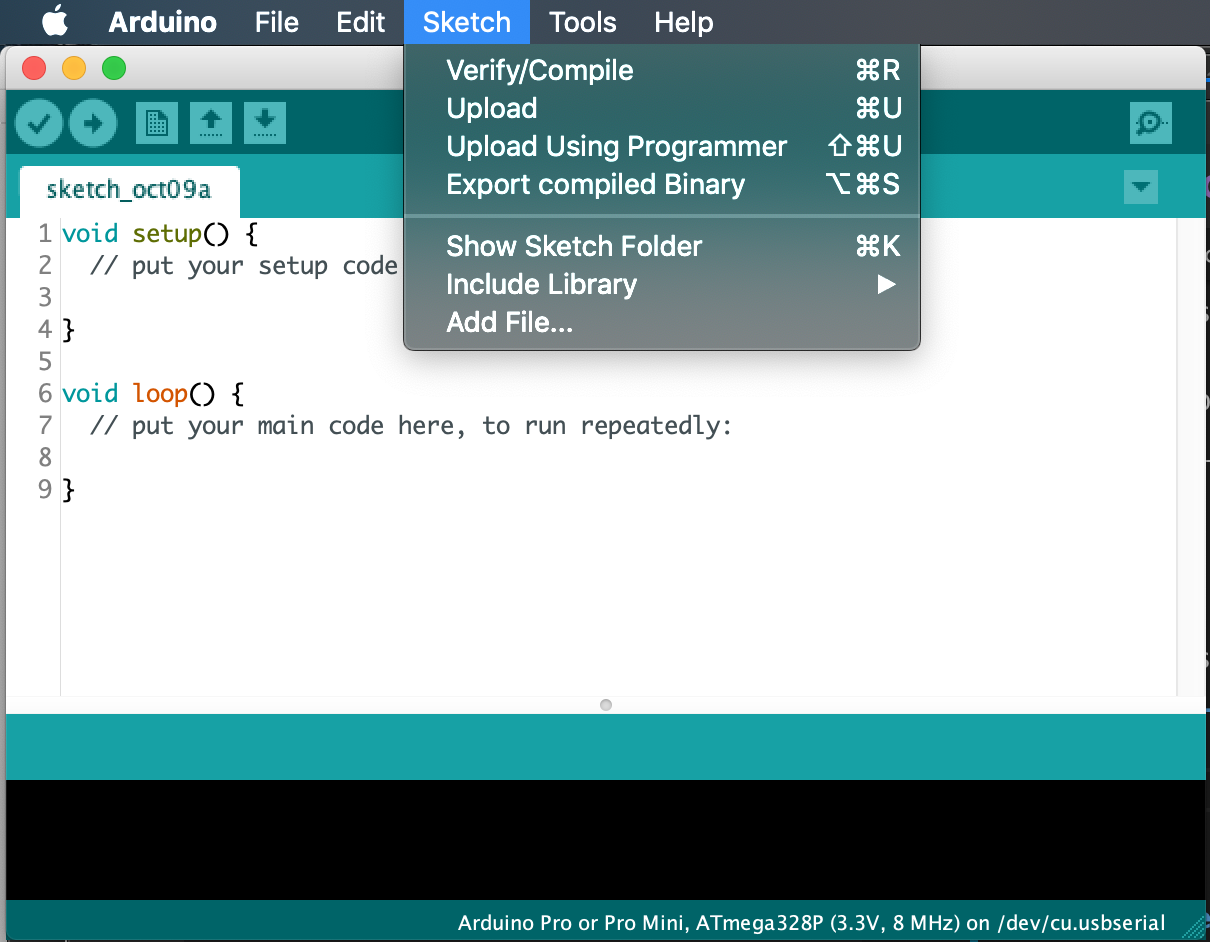 Arduino File Edit Sketch Tools Help
Verify/Compile ⌘R
Upload ⌘U
Upload Using Programmer ⇧⌘U
Export compiled Binary ⌥⌘S
Show Sketch Folder ⌘K
Include Library ▶
Add File...
sketch_oct09a
1 void setup() {
2   // put your setup code
3
4 }
5
6 void loop() {
7   // put your main code here, to run repeatedly:
8
9 }
Arduino Pro or Pro Mini, ATmega328P (3.3V, 8 MHz) on /dev/cu.usbserial